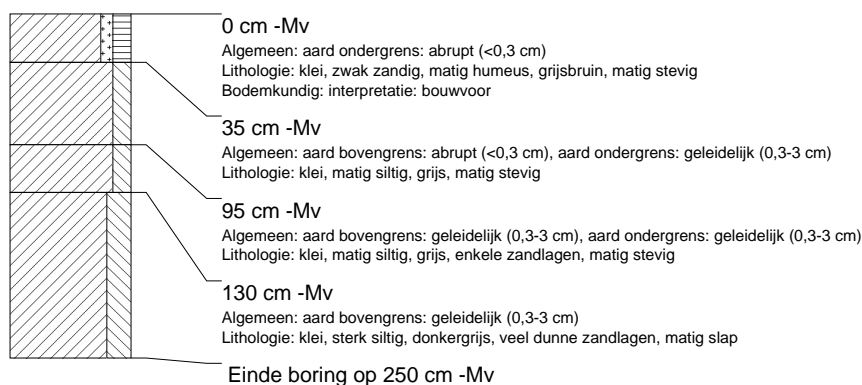 0 cm -Mv
Algemeen: aard ondergrens: abrupt (<0,3 cm)
Lithologie: klei, zwak zandig, matig humeus, grijsbruin, matig stevig
Bodemkundig: interpretatie: bouwvoor
35 cm -Mv
Algemeen: aard bovengrens: abrupt (<0,3 cm), aard ondergrens: geleidelijk (0,3-3 cm)
Lithologie: klei, matig siltig, grijs, matig stevig
95 cm -Mv
Algemeen: aard bovengrens: geleidelijk (0,3-3 cm), aard ondergrens: geleidelijk (0,3-3 cm)
Lithologie: klei, matig siltig, grijs, enkele zandlagen, matig stevig
130 cm -Mv
Algemeen: aard bovengrens: geleidelijk (0,3-3 cm)
Lithologie: klei, sterk siltig, donkergrijs, veel dunne zandlagen, matig slap
Einde boring op 250 cm -Mv